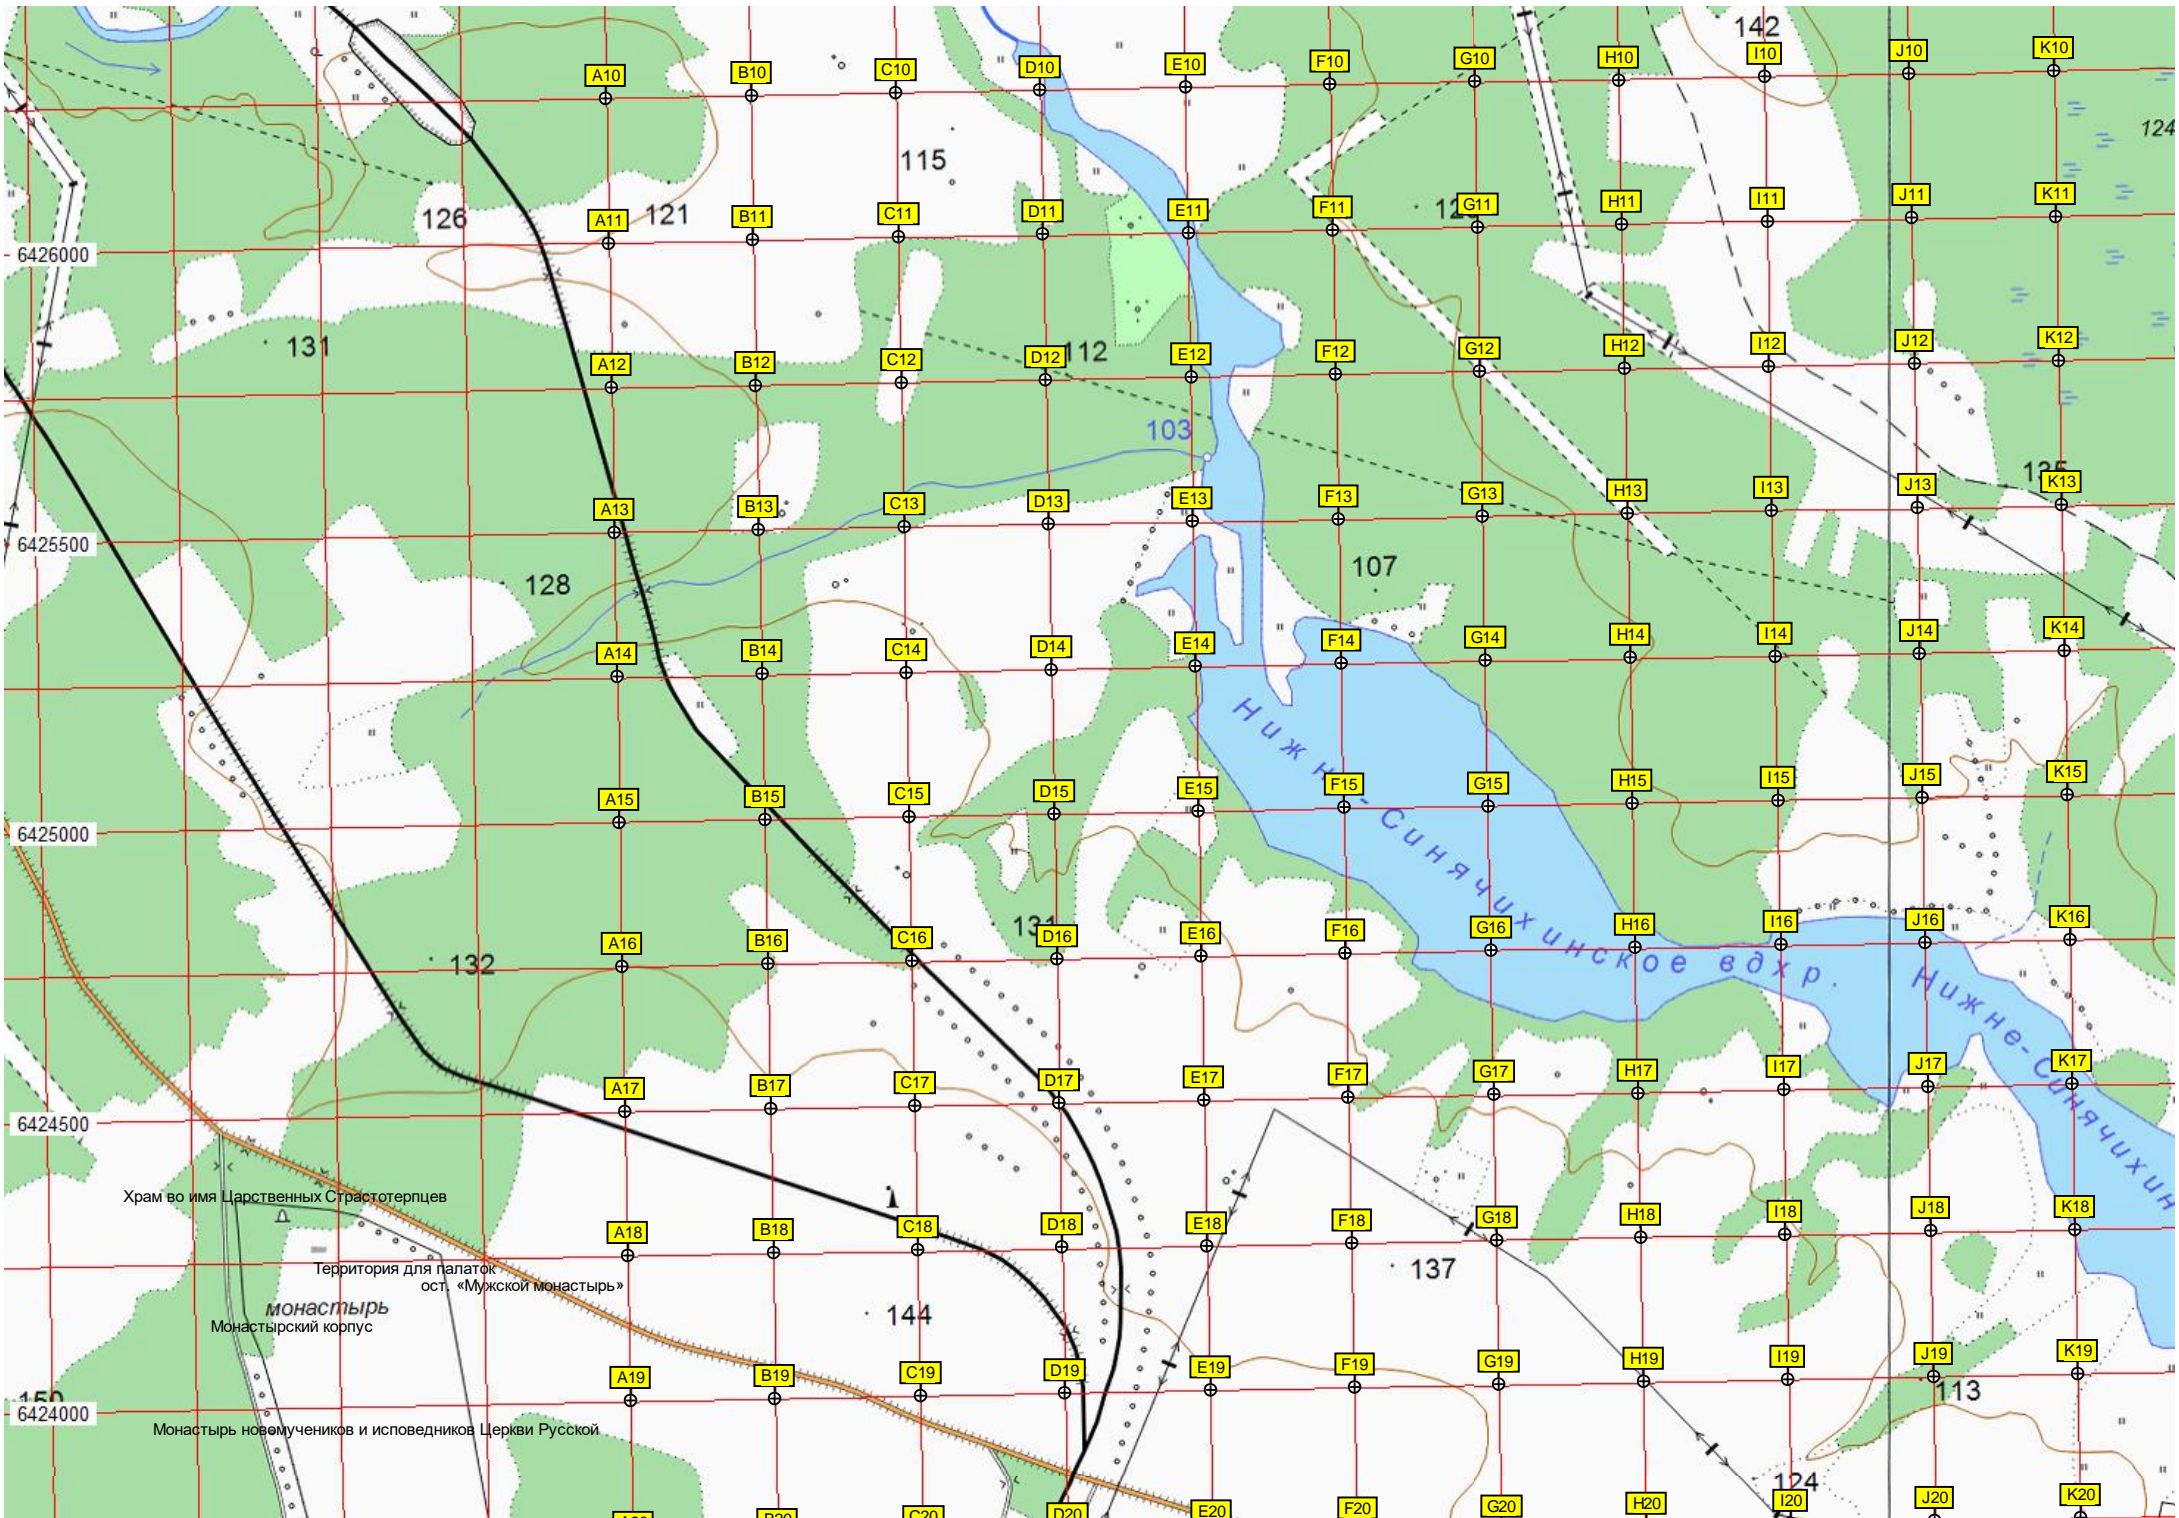 142
A10 B10 C10 D10 E10 F10 G10 H10 I10 J10 K10
124
115
126 121
A11 B11 C11 D11 E11 F11 G11 H11 I11 J11 K11
6426000
131
112
A12 B12 C12 D12 E12 F12 G12 H12 I12 J12 K12
103
A13 B13 C13 D13 E13 F13 G13 H13 I13 J13 K13
6425500
128
107
A14 B14 C14 D14 E14 F14 G14 H14 I14 J14 K14
A15 B15 C15 D15 E15 F15 G15 H15 I15 J15 K15
Нижне-Синячихинское вдхр.
6425000
131
A16 B16 C16 D16 E16 F16 G16 H16 I16 J16 K16
132
Нижне-Синячихин
A17 B17 C17 D17 E17 F17 G17 H17 I17 J17 K17
6424500
Храм во имя Царственных Страстотерпцев
A18 B18 C18 D18 E18 F18 G18 H18 I18 J18 K18
137
Территория для палаток
ост. «Мужской монастырь»
монастырь
144
Монастырский корпус
A19 B19 C19 D19 E19 F19 G19 H19 I19 J19 K19
113
150
6424000
Монастырь новомучеников и исповедников Церкви Русской
124
A20 B20 C20 D20 E20 F20 G20 H20 I20 J20 K20